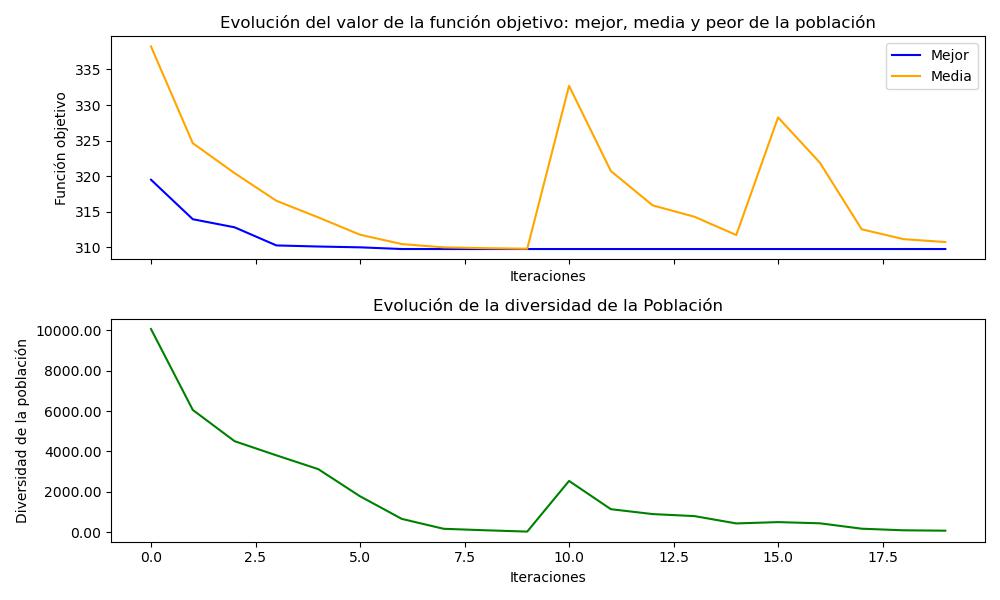 Evolución del valor de la función objetivo: mejor, media y peor de la población
Función objetivo
335
330
325
320
315
310
Mejor
Media
Iteraciones
Evolución de la diversidad de la Población
Diversidad de la población
10000.00
8000.00
6000.00
4000.00
2000.00
0.00
0.0 2.5 5.0 7.5 10.0 12.5 15.0 17.5
Iteraciones